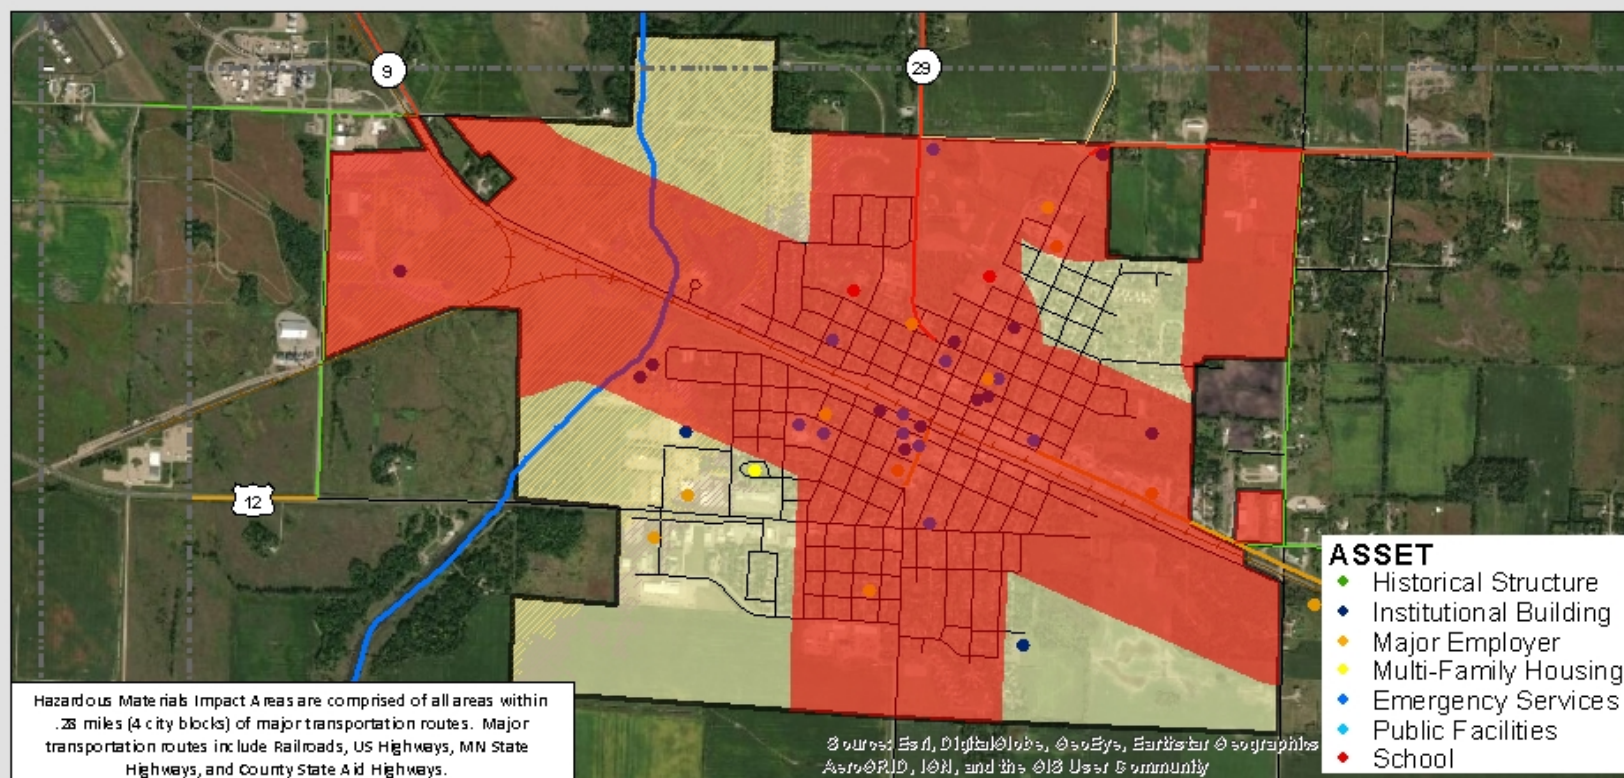 9
29
12
ASSET
Historical Structure
Institutional Building
Major Employer
Multi-Family Housing
Emergency Services
Public Facilities
School
Hazardous Materials Impact Areas are comprised of all areas within
.28 miles (4 city blocks) of major transportation routes. Major
transportation routes include Railroads, US Highways, MN State
Highways, and County State Aid Highways.
Source: Esri, DigitalGlobe, GeoEye, Earthstar Geographics
AeroGRID, IGN, and the GIS User Community